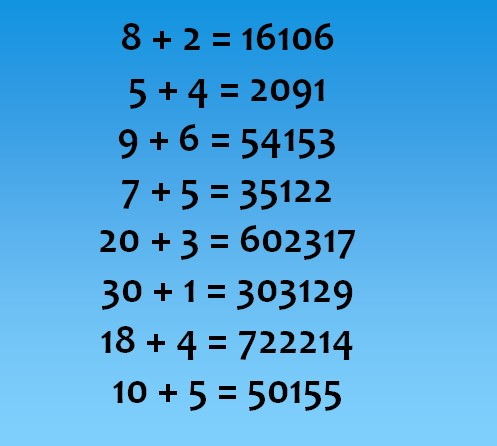 8 + 2 = 16106
5 + 4 = 2091
9 + 6 = 54153
7 + 5 = 35122
20 + 3 = 602317
30 + 1 = 303129
18 + 4 = 722214
10 + 5 = 50155